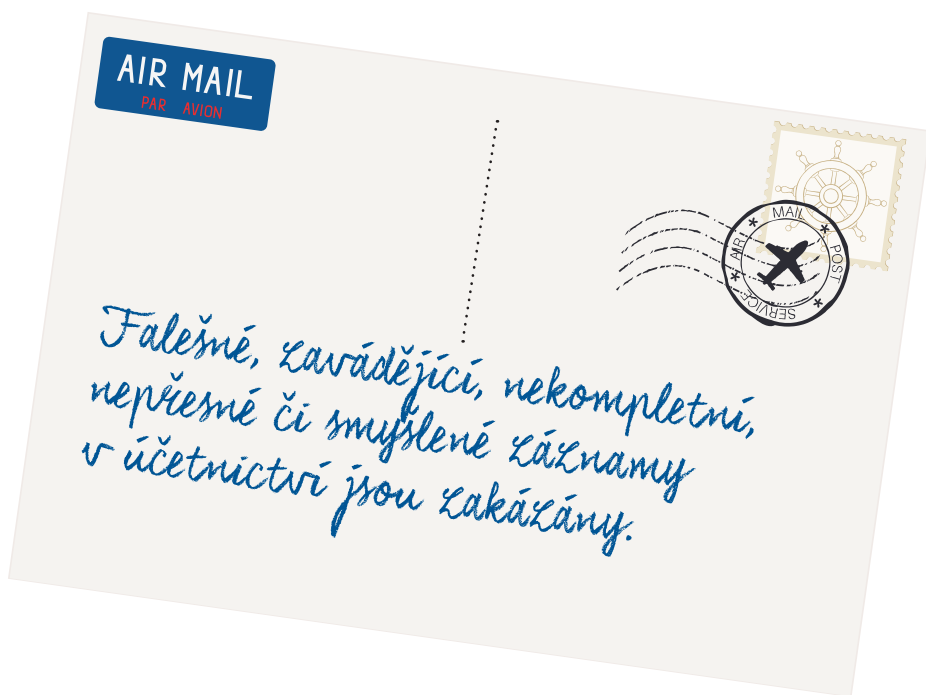 AIR MAIL
PAR AVION
AIR MAIL POST SERVICE
Falešné, zavádějící, nekompletní,
nepřesné či smyšlené záznamy
v účetnictví jsou zakázány.